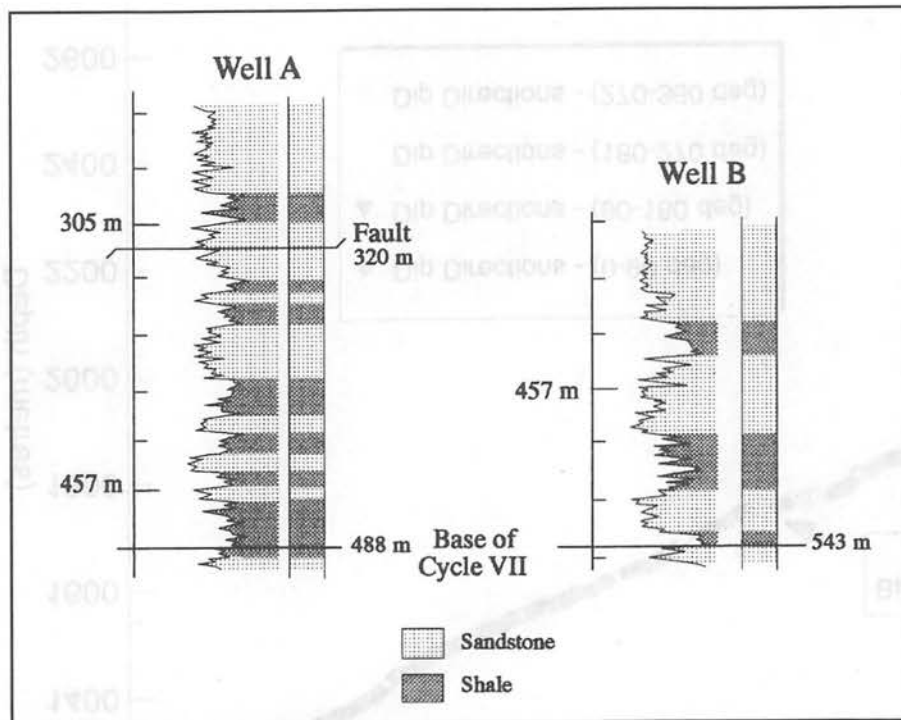 Well A
Well B
305 m
Fault
320 m
457 m
457 m
488 m
Base of
Cycle VII
543 m
Sandstone
Shale